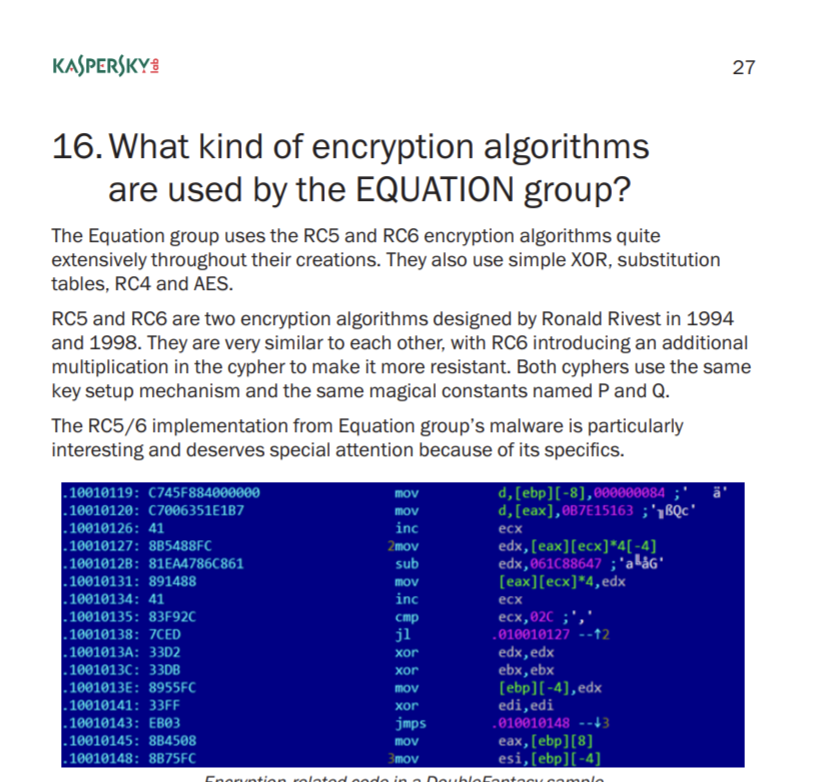 KASPERSKY lab
27
16. What kind of encryption algorithms
are used by the EQUATION group?
The Equation group uses the RC5 and RC6 encryption algorithms quite
extensively throughout their creations. They also use simple XOR, substitution
tables, RC4 and AES.
RC5 and RC6 are two encryption algorithms designed by Ronald Rivest in 1994
and 1998. They are very similar to each other, with RC6 introducing an additional
multiplication in the cypher to make it more resistant. Both cyphers use the same
key setup mechanism and the same magical constants named P and Q.
The RC5/6 implementation from Equation group's malware is particularly
interesting and deserves special attention because of its specifics.
.10010119: C745F884000000 mov d,[ebp][-8],000000084 ;' ä'
.10010120: C7006351E1B7 mov d,[eax],0B7E15163 ;'╖ßQc'
.10010126: 41 inc ecx
.10010127: 8B5488FC 2mov edx,[eax][ecx]*4[-4]
.1001012B: 81EA4786C861 sub edx,061C88647 ;'a╚åG'
.10010131: 891488 mov [eax][ecx]*4,edx
.10010134: 41 inc ecx
.10010135: 83F92C cmp ecx,02C ;','
.10010138: 7CED jl .010010127 --↑2
.1001013A: 33D2 xor edx,edx
.1001013C: 33DB xor ebx,ebx
.1001013E: 8955FC mov [ebp][-4],edx
.10010141: 33FF xor edi,edi
.10010143: EB03 jmps .010010148 --↓3
.10010145: 8B4508 mov eax,[ebp][8]
.10010148: 8B75FC 3mov esi,[ebp][-4]
Encryption-related code in a DoubleFantasy sample